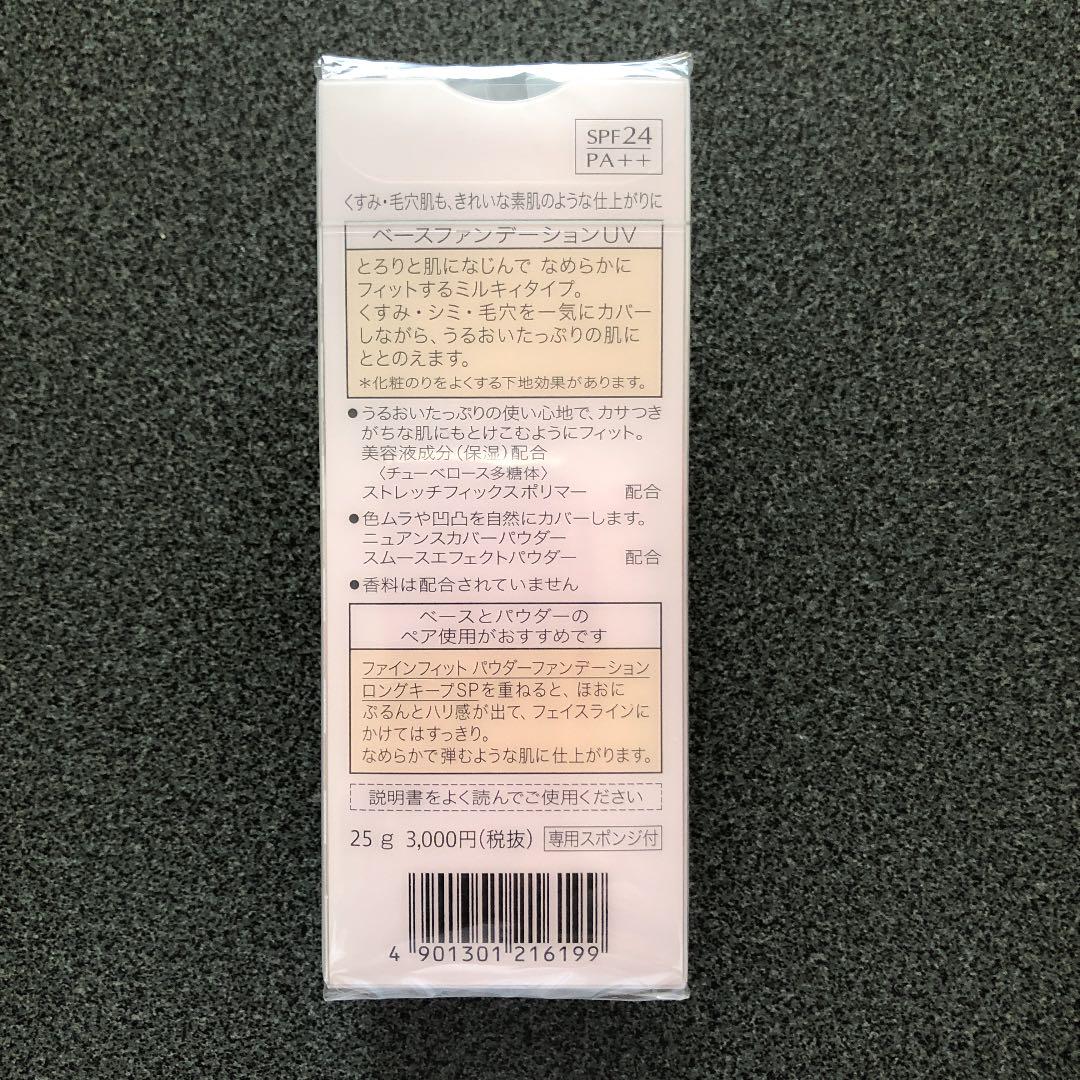 SPF24
PA++
くすみ・毛穴肌も、きれいな素肌のような仕上がりに
ベースファンデーションUV
とろりと肌になじんで なめらかに
フィットするミルキィタイプ。
くすみ・シミ・毛穴を一気にカバー
しながら、うるおいたっぷりの肌に
ととのえます。
＊化粧のりをよくする下地効果があります。
●うるおいたっぷりの使い心地で、カサつき
がちな肌にもとけこむようにフィット。
美容液成分(保湿)配合
〈チューベロース多糖体〉
ストレッチフィックスポリマー 配合
●色ムラや凹凸を自然にカバーします。
ニュアンスカバーパウダー
スムースエフェクトパウダー 配合
●香料は配合されていません
ベースとパウダーの
ペア使用がおすすめです
ファインフィット パウダーファンデーション
ロングキープSPを重ねると、ほおに
ぷるんとハリ感が出て、フェイスラインに
かけてはすっきり。
なめらかで弾むような肌に仕上がります。
説明書をよく読んでご使用ください
25g 3,000円(税抜) 専用スポンジ付
4 901301 216199